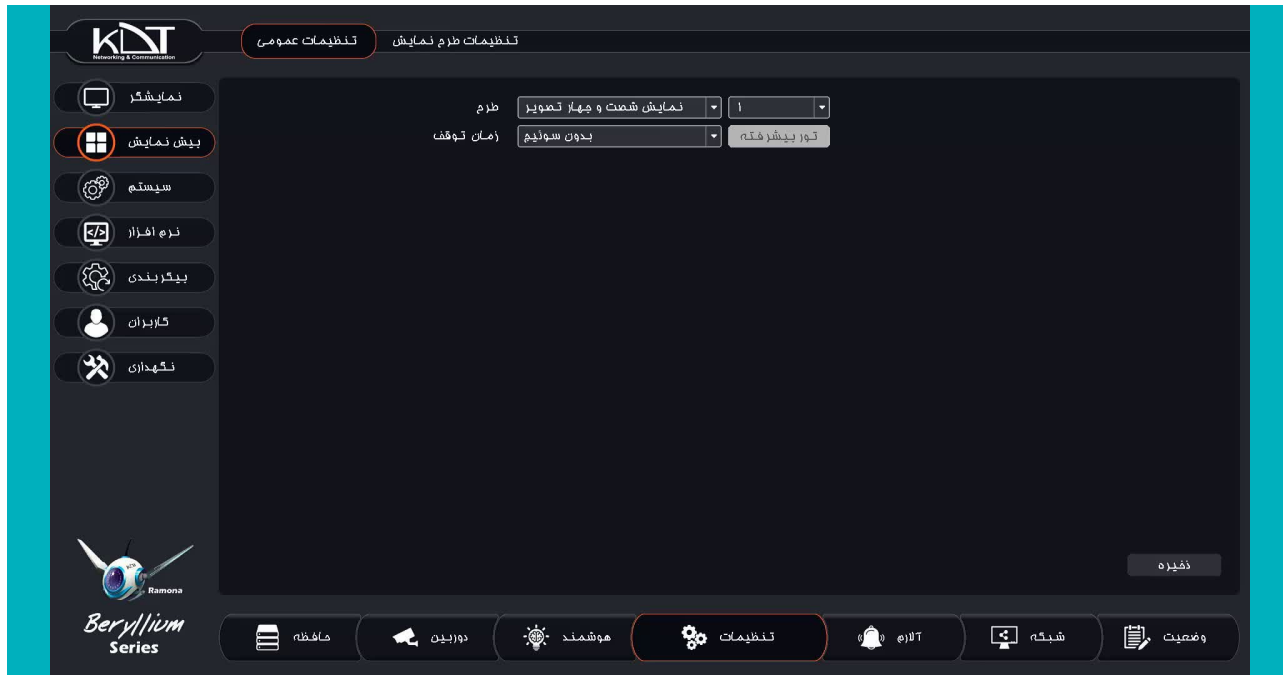 KDT
Networking & Communication
تنظیمات عمومی
تنظیمات طرح نمایش
نمایشگر
پیش نمایش
سیستم
نرم افزار
پیکربندی
کاربران
نگهداری
طرح
نمایش شصت و چهار تصویر
۱
زمان توقف
بدون سوئیچ
تور پیشرفته
ذخیره
RCM
Ramona
Beryllium
Series
حافظه
دوربین
هوشمند
تنظیمات
آلارم
شبکه
وضعیت